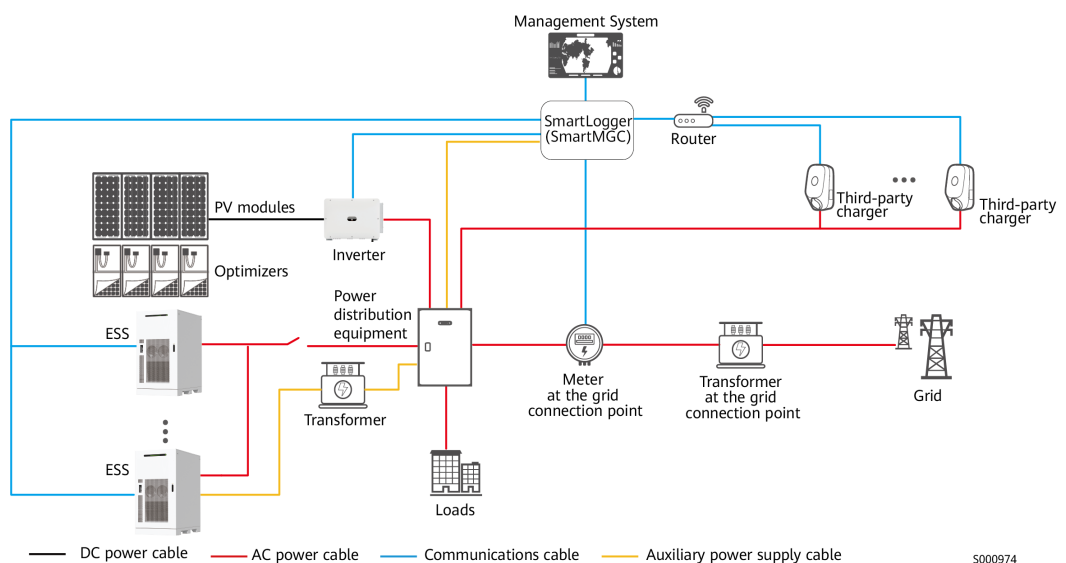 Management System
SmartLogger
(SmartMGC)
Router
Third-party
charger
Third-party
charger
PV modules
Inverter
Optimizers
Power
distribution
equipment
ESS
Transformer
Meter
at the grid
connection point
Transformer
at the grid
connection point
Grid
ESS
Loads
DC power cable
AC power cable
Communications cable
Auxiliary power supply cable
S000974